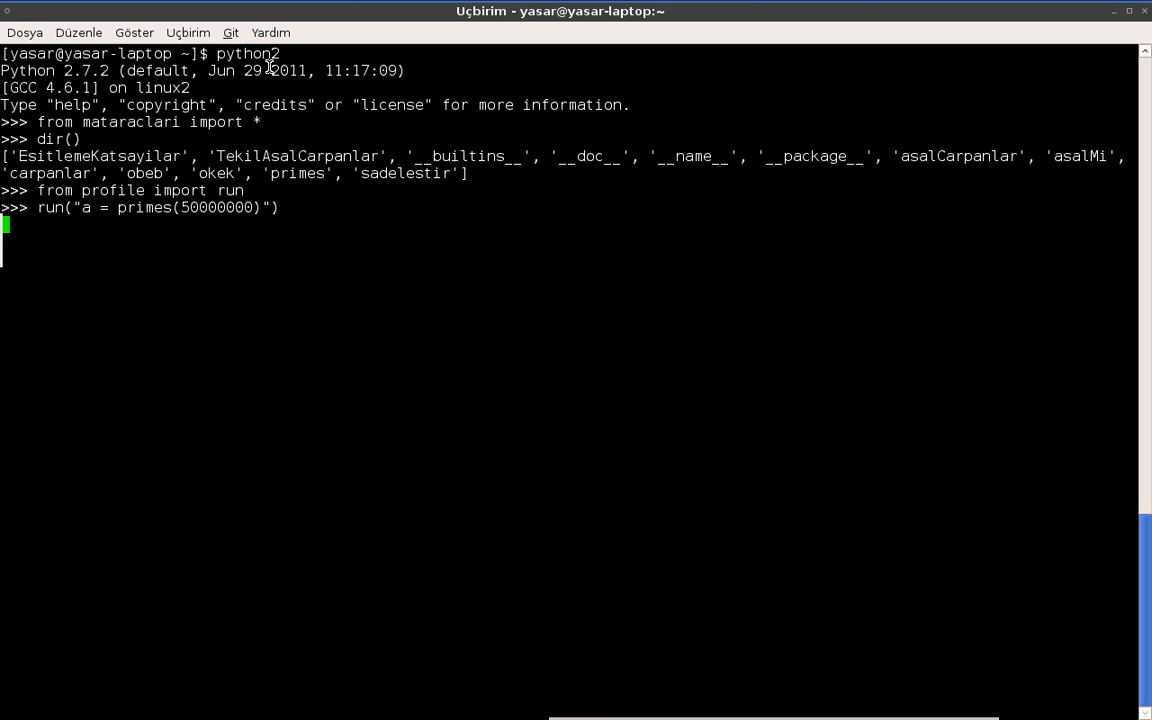 Uçbirim - yasar@yasar-laptop:~
Dosya Düzenle Göster Uçbirim Git Yardım
[yasar@yasar-laptop ~]$ python2
Python 2.7.2 (default, Jun 29 2011, 11:17:09)
[GCC 4.6.1] on linux2
Type "help", "copyright", "credits" or "license" for more information.
>>> from mataraclari import *
>>> dir()
['EsitlemeKatsayilar', 'TekilAsalCarpanlar', '__builtins__', '__doc__', '__name__', '__package__', 'asalCarpanlar', 'asalMi',
'carpanlar', 'obeb', 'okek', 'primes', 'sadelestir']
>>> from profile import run
>>> run("a = primes(50000000)")